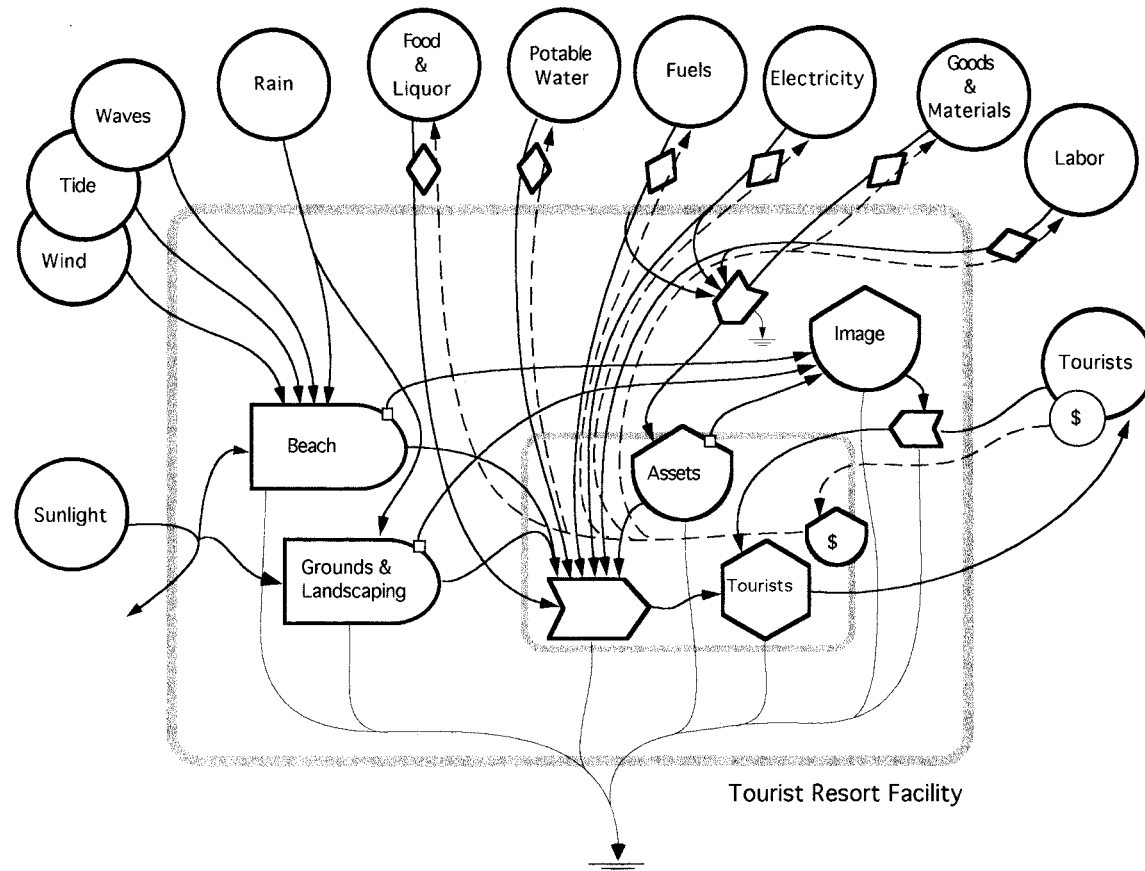 Food
&
Liquor
Potable
Water
Fuels
Electricity
Goods
&
Materials
Rain
Waves
Labor
Tide
Wind
Image
Tourists
$
Beach
Assets
Sunlight
$
Grounds &
Landscaping
Tourists
Tourist Resort Facility